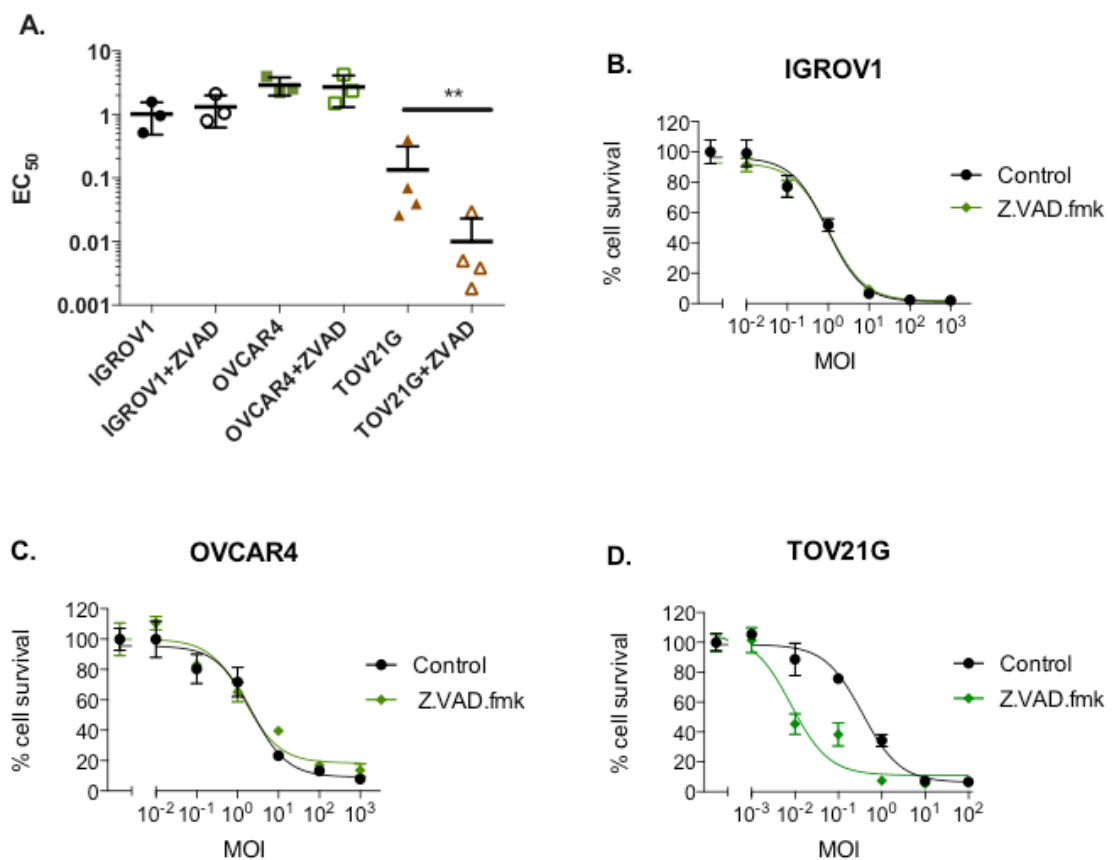 A.
EC50
10
1
0.1
0.01
0.001
**
IGROV1
IGROV1+ZVAD
OVCAR4
OVCAR4+ZVAD
TOV21G
TOV21G+ZVAD
B.
IGROV1
% cell survival
120
100
80
60
40
20
0
10-2 10-1 100 101 102 103
MOI
Control
Z.VAD.fmk
C.
OVCAR4
% cell survival
120
100
80
60
40
20
0
10-2 10-1 100 101 102 103
MOI
Control
Z.VAD.fmk
D.
TOV21G
% cell survival
120
100
80
60
40
20
0
10-3 10-2 10-1 100 101 102
MOI
Control
Z.VAD.fmk